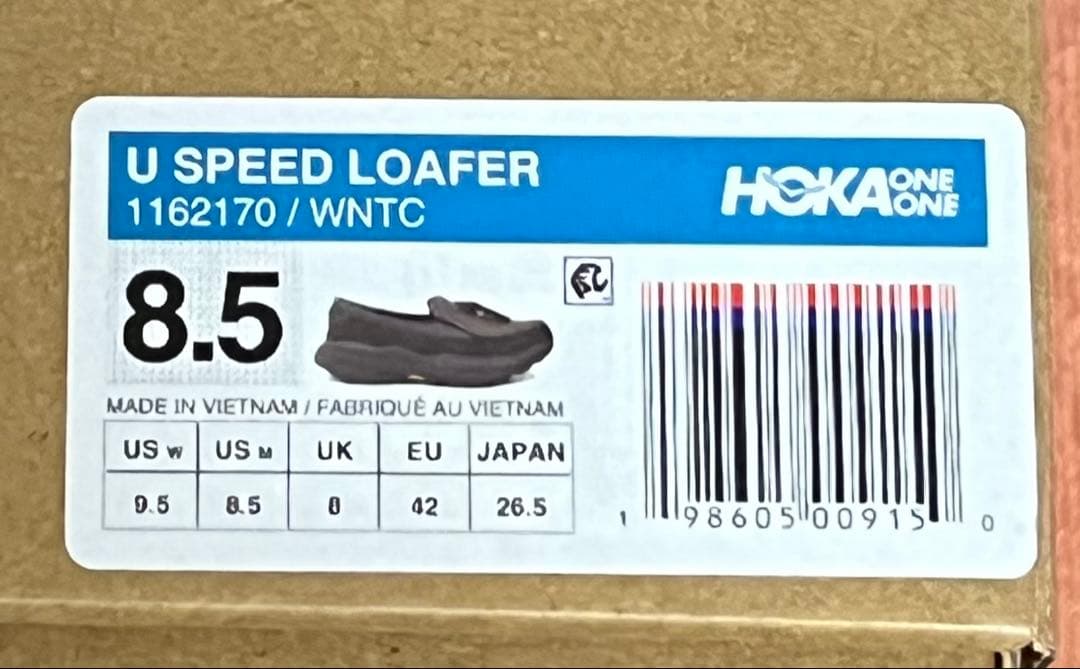 U SPEED LOAFER
1162170 / WNTC
HOKA ONE ONE
8.5
MADE IN VIETNAM / FABRIQUÉ AU VIETNAM
US W US M UK EU JAPAN
9.5 8.5 8 42 26.5
1 98605 00915 0